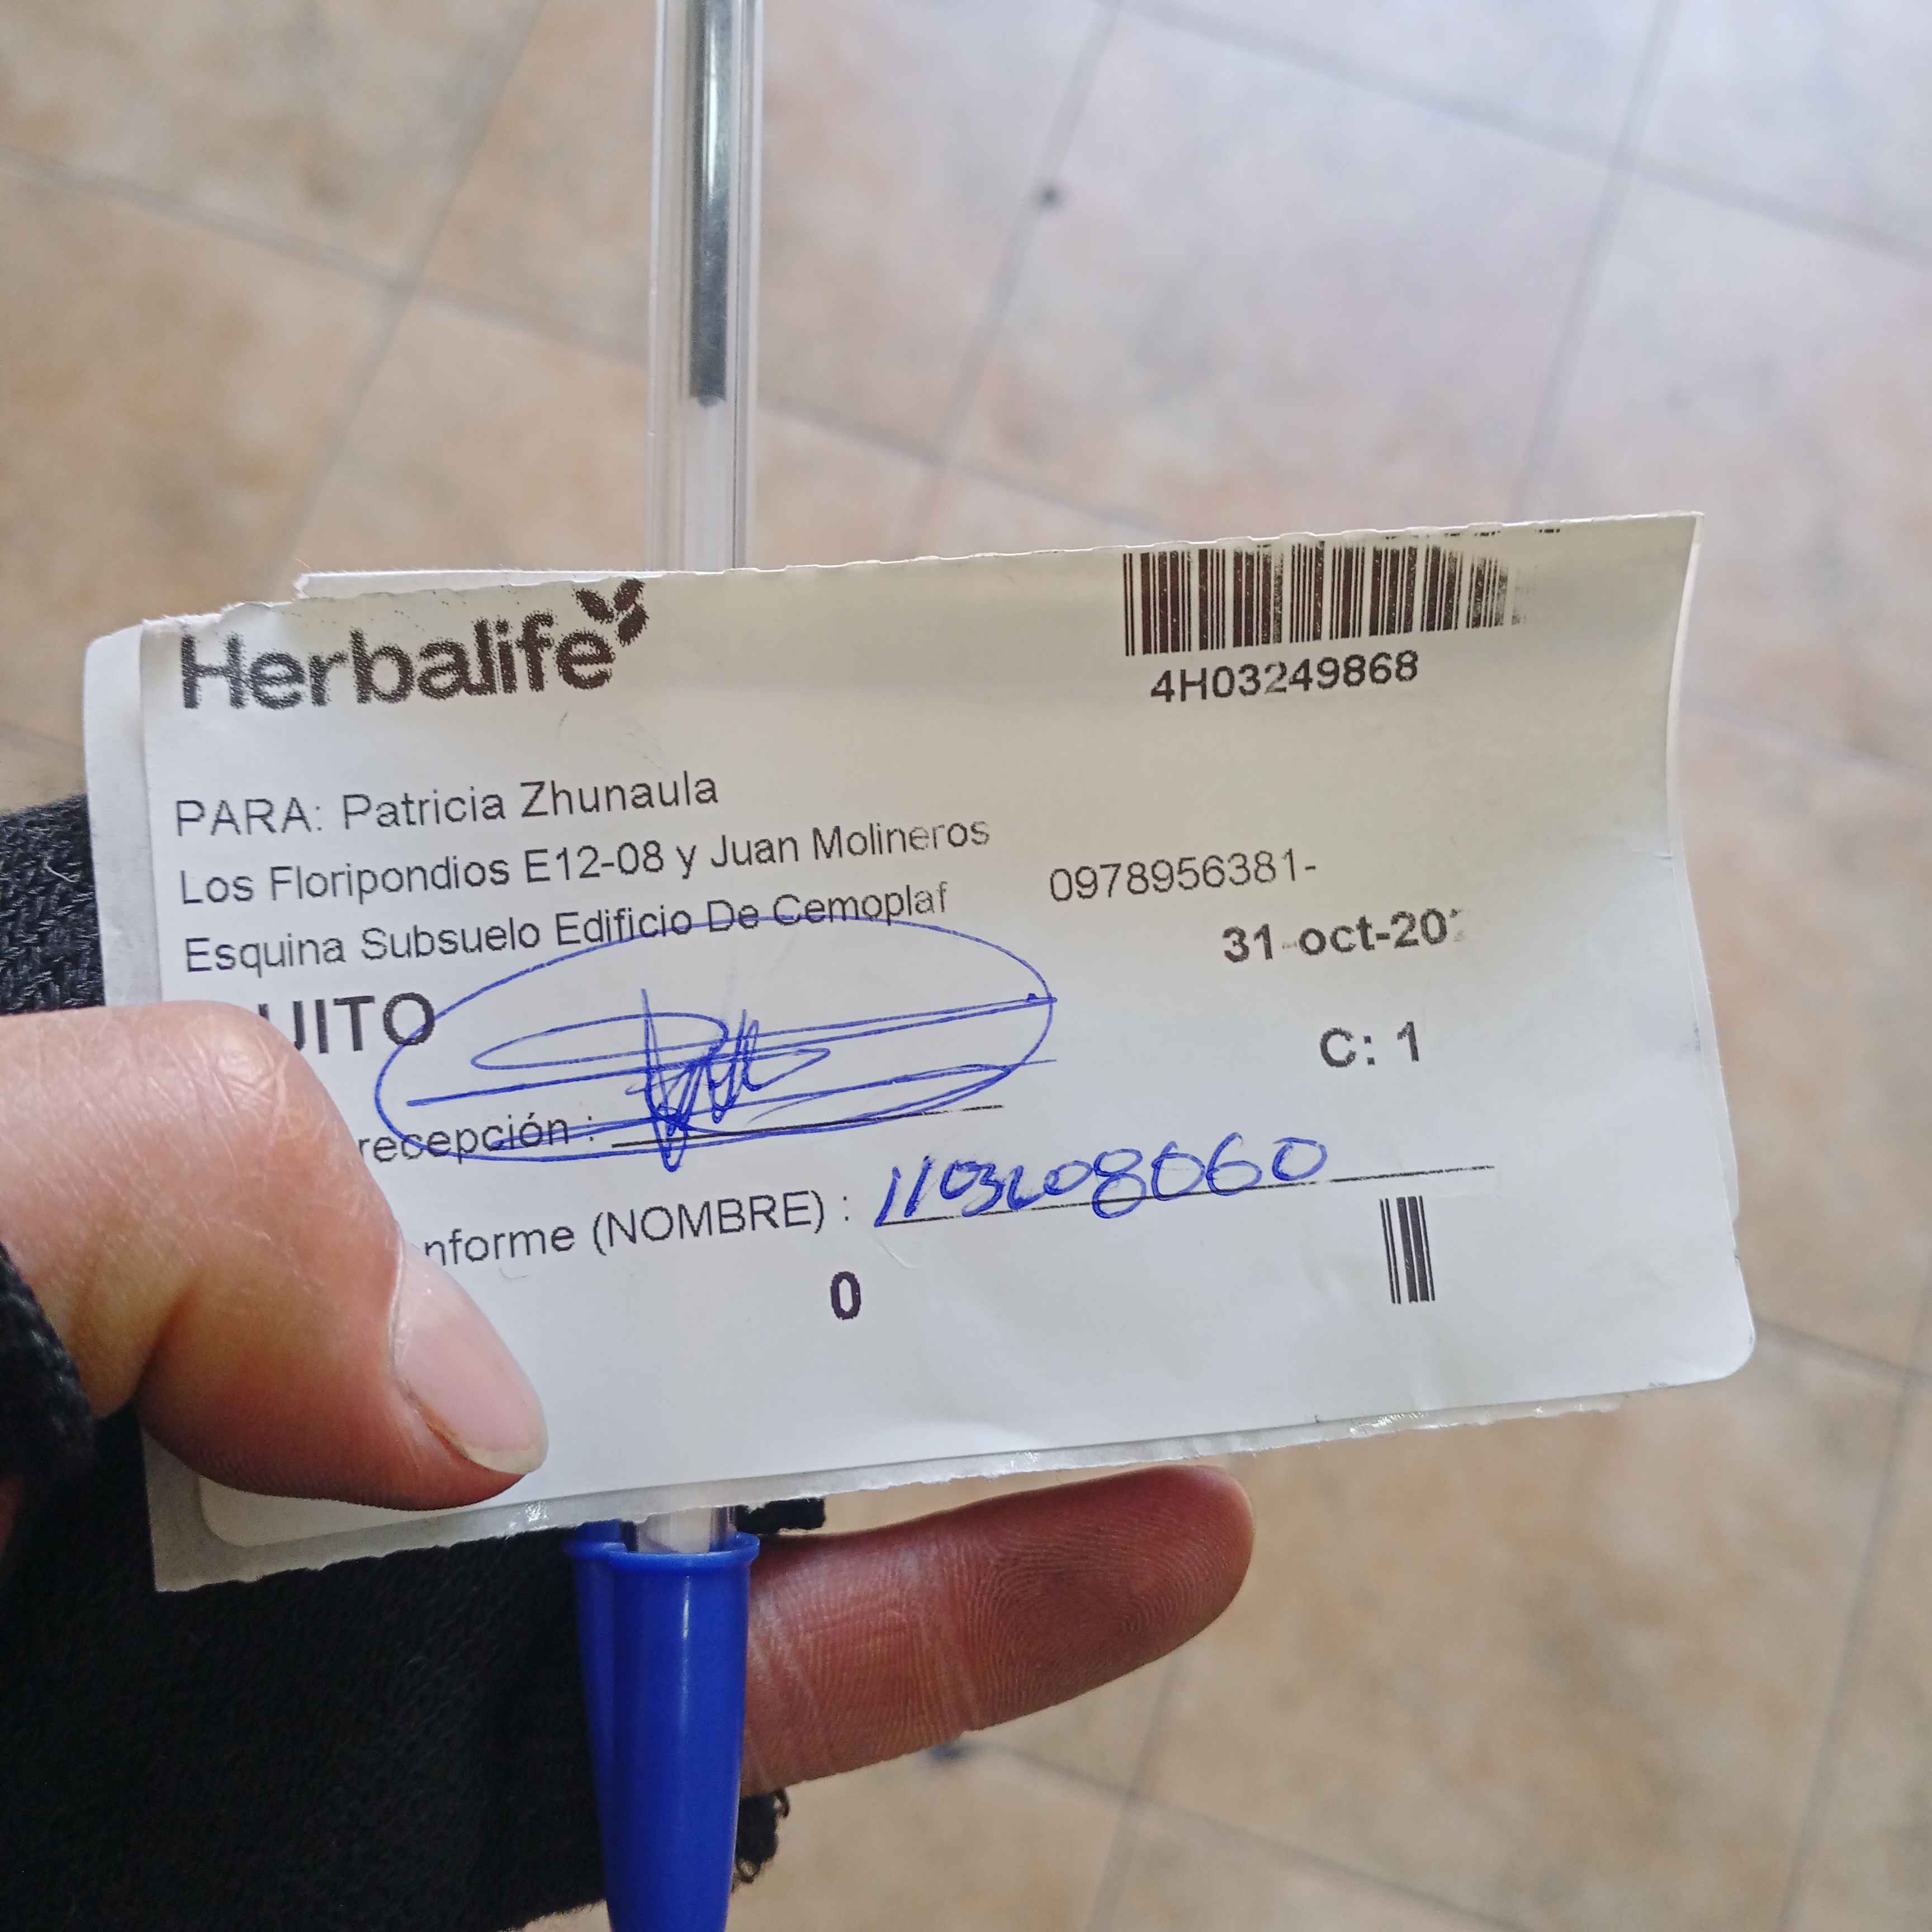 Herbalife
4H03249868
PARA: Patricia Zhunaula
Los Floripondios E12-08 y Juan Molineros
Esquina Subsuelo Edificio De Cemoplaf
0978956381-
31-oct-20
UITO
C: 1
recepción :
nforme (NOMBRE) :
0